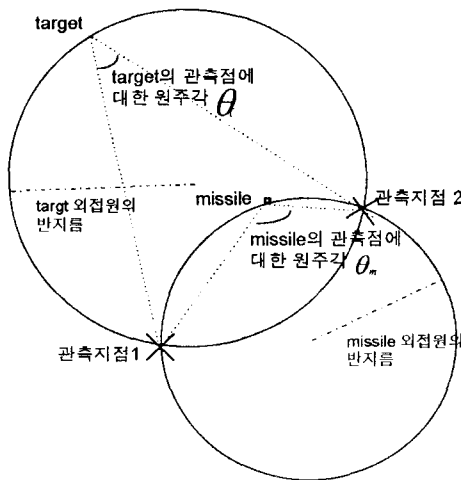 target
target의 관측점에
대한 원주각 θ
targt 외접원의
반지름
missile
관측지점 2
missile의 관측점에
대한 원주각 θₘ
관측지점1
missile 외접원의
반지름